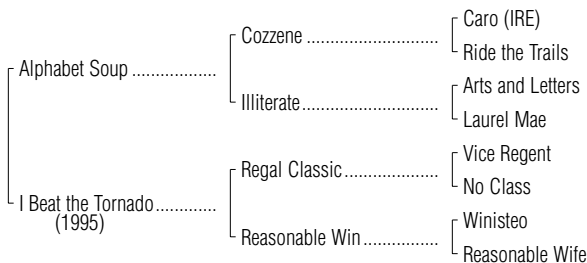 Caro (IRE)
Cozzene ..............................
Ride the Trails
Alphabet Soup ...................
Arts and Letters
Illiterate ...............................
Laurel Mae
Vice Regent
Regal Classic .....................
No Class
I Beat the Tornado .............
(1995)
Winisteo
Reasonable Win .................
Reasonable Wife